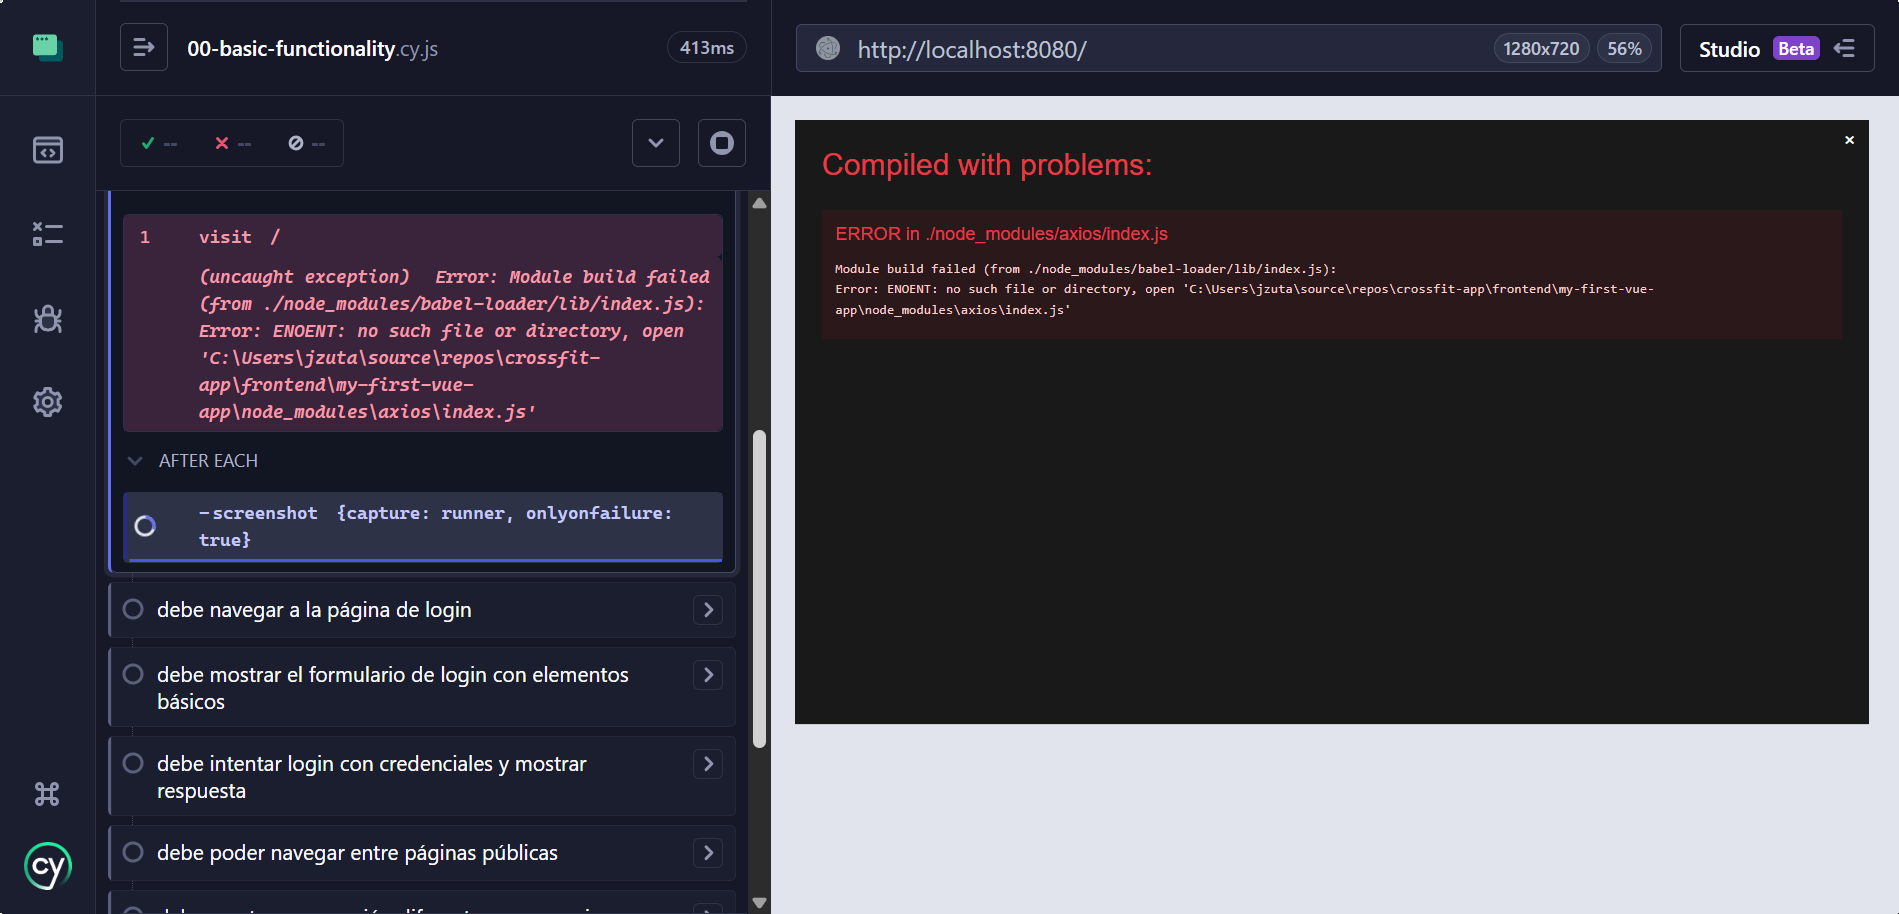 00-basic-functionality.cy.js
413ms
-- -- --
1 visit /
(uncaught exception) Error: Module build failed
(from ./node_modules/babel-loader/lib/index.js):
Error: ENOENT: no such file or directory, open
'C:\Users\jzuta\source\repos\crossfit-
app\frontend\my-first-vue-
app\node_modules\axios\index.js'
AFTER EACH
-screenshot {capture: runner, onlyonfailure:
true}
debe navegar a la página de login
debe mostrar el formulario de login con elementos
básicos
debe intentar login con credenciales y mostrar
respuesta
debe poder navegar entre páginas públicas
cy
http://localhost:8080/
1280x720
56%
Studio Beta
Compiled with problems:
×
ERROR in ./node_modules/axios/index.js
Module build failed (from ./node_modules/babel-loader/lib/index.js):
Error: ENOENT: no such file or directory, open 'C:\Users\jzuta\source\repos\crossfit-app\frontend\my-first-vue-
app\node_modules\axios\index.js'